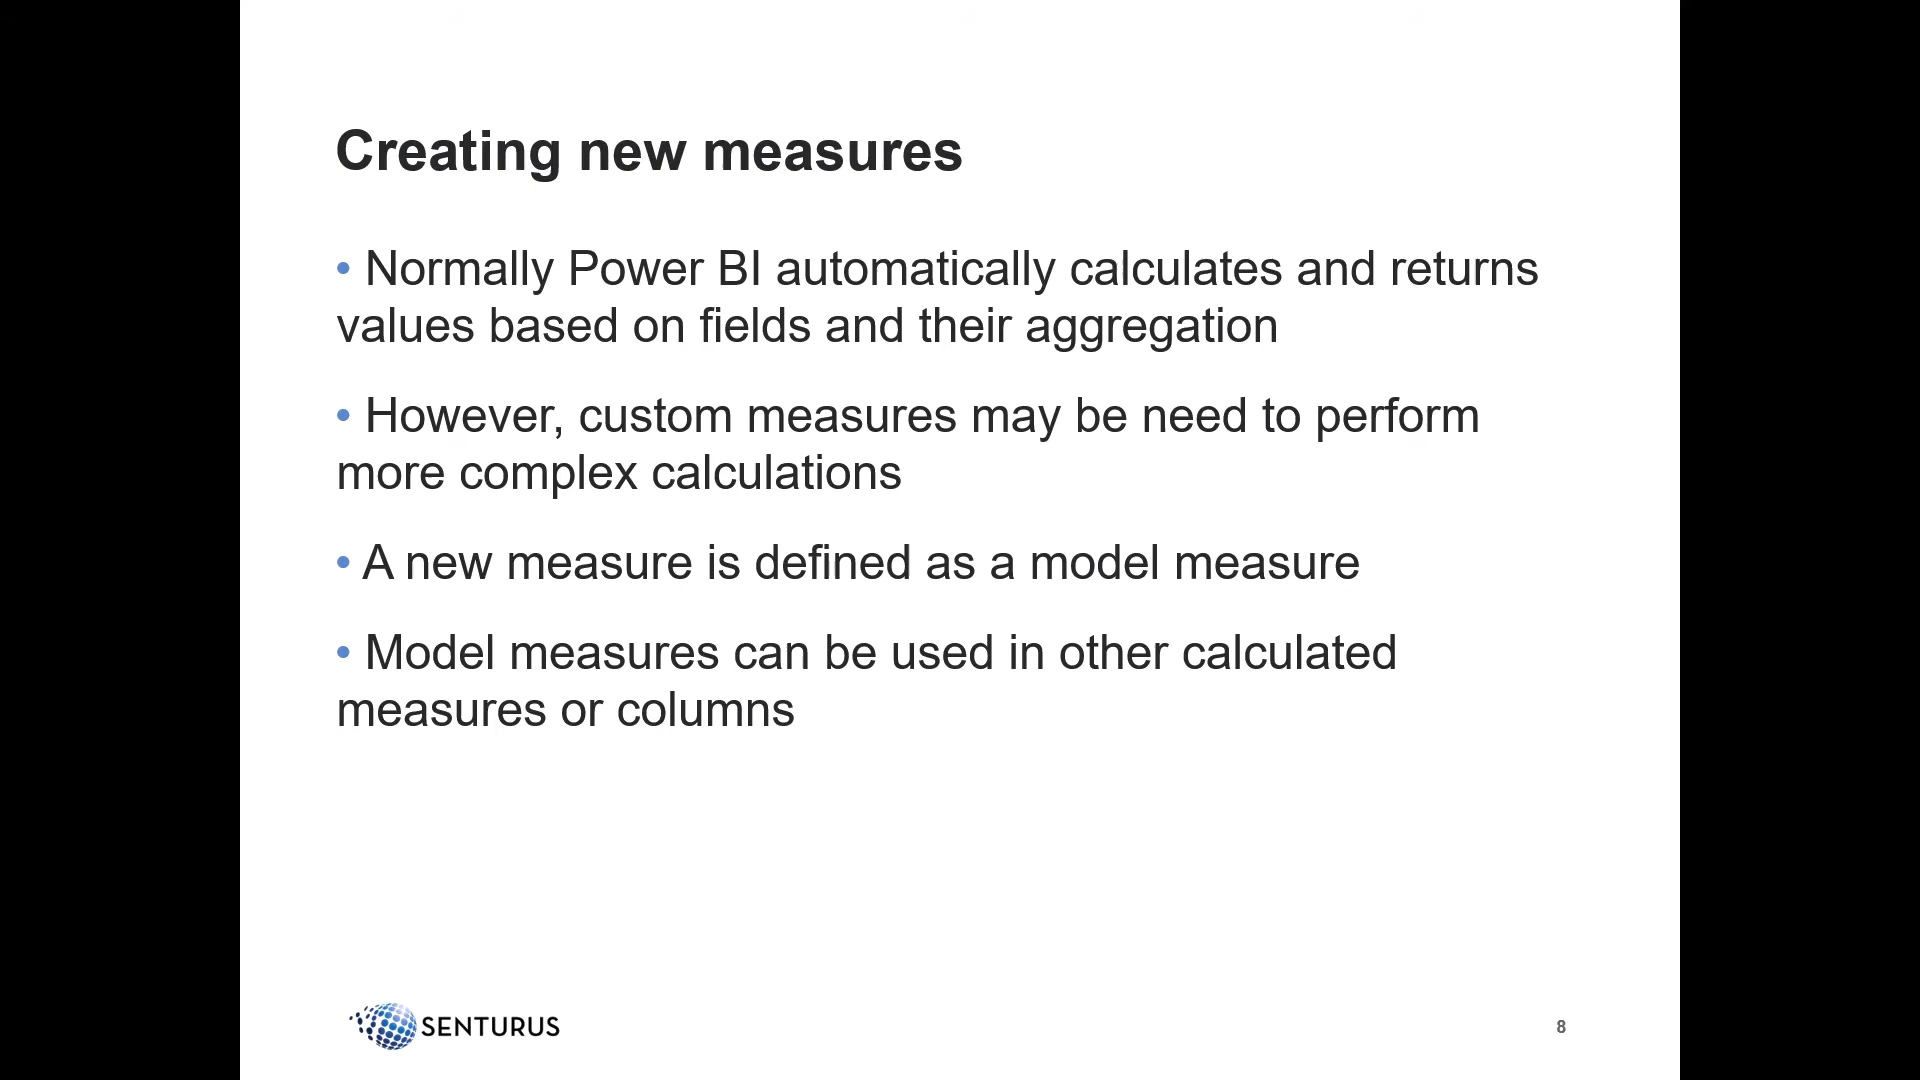 Creating new measures
• Normally Power BI automatically calculates and returns
values based on fields and their aggregation
• However, custom measures may be need to perform
more complex calculations
• A new measure is defined as a model measure
• Model measures can be used in other calculated
measures or columns
SENTURUS
8